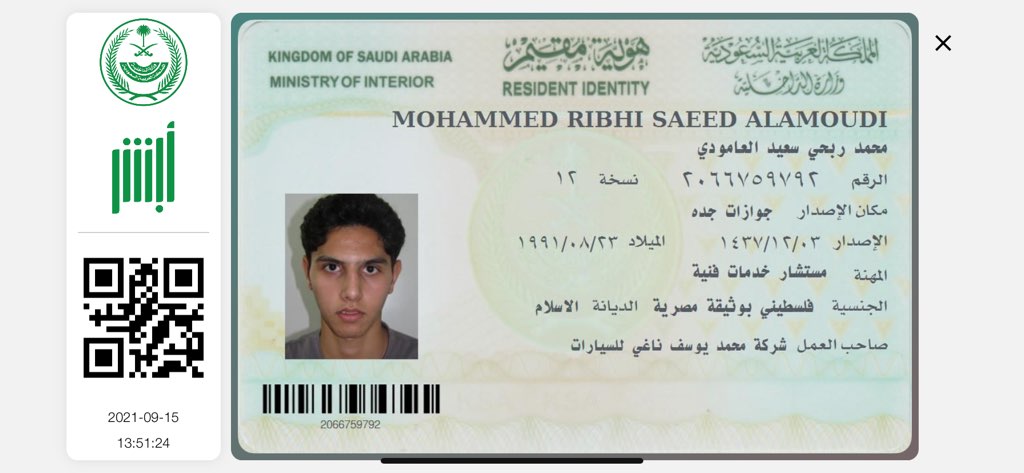 أبشر
2021-09-15
13:51:24
KINGDOM OF SAUDI ARABIA
MINISTRY OF INTERIOR
هوية مقيم
RESIDENT IDENTITY
المملكة العربية السعودية
وزارة الداخلية
MOHAMMED RIBHI SAEED ALAMOUDI
محمد ربحي سعيد العامودي
الرقم ٢٠٦٦٧٥٩٧٩٢ نسخة ١٢
مكان الإصدار جوازات جده
الإصدار ١٤٣٧/١٢/٠٣ الميلاد ١٩٩١/٠٨/٢٣
المهنة مستشار خدمات فنية
الجنسية فلسطيني بوثيقة مصرية الديانة الاسلام
صاحب العمل شركة محمد يوسف ناغي للسيارات
2066759792